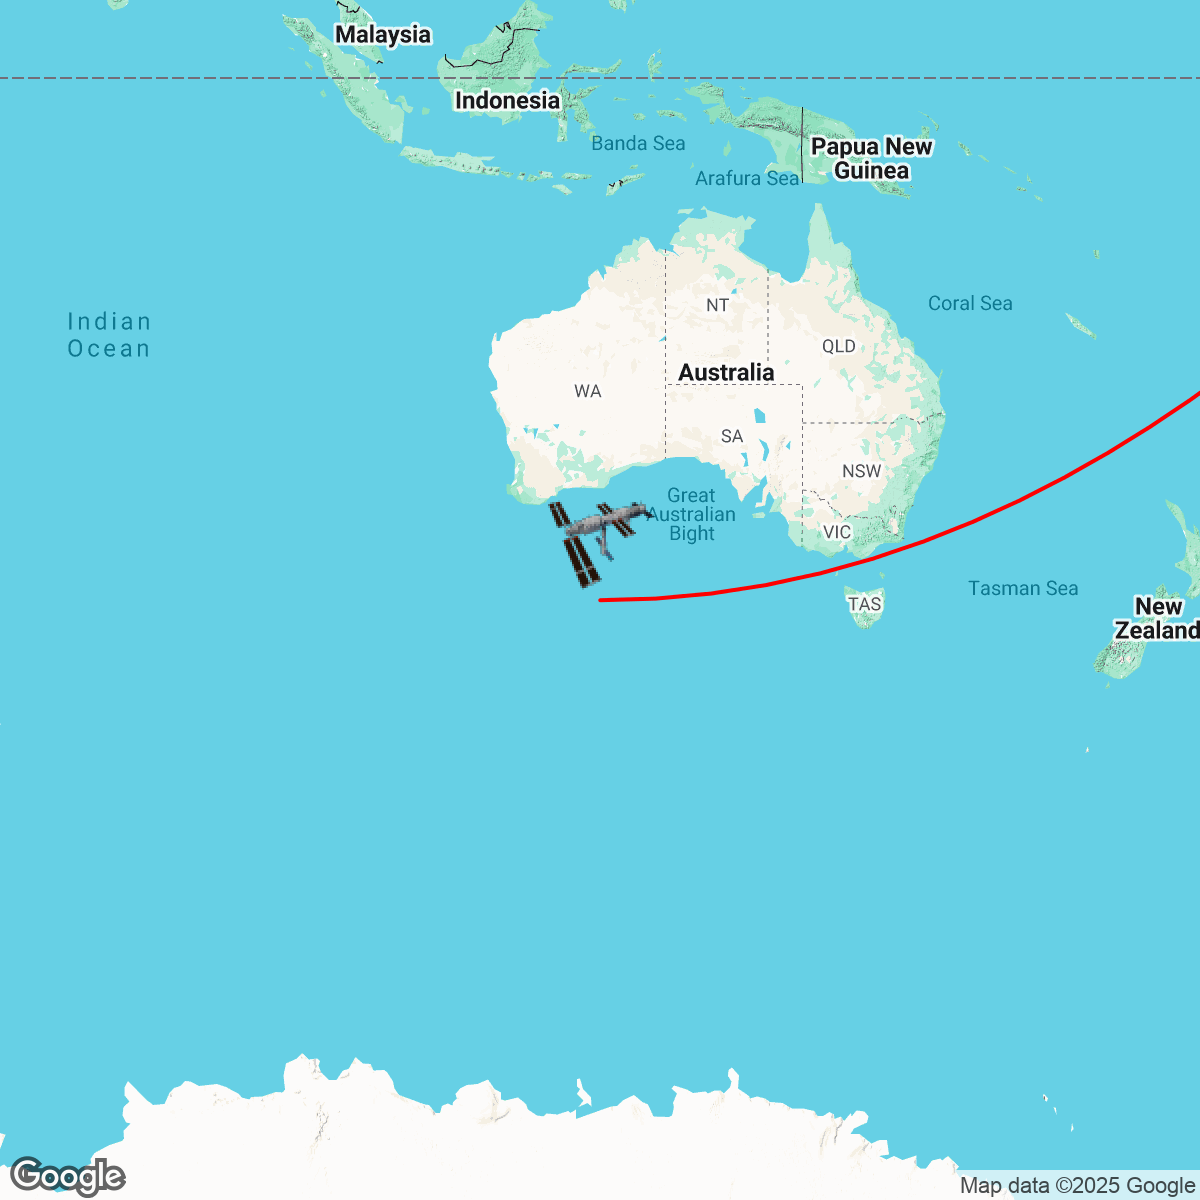 Malaysia
Indonesia
Banda Sea
Papua New
Guinea
Arafura Sea
Indian
Ocean
NT
Coral Sea
QLD
Australia
WA
SA
NSW
Great
Australian
Bight
VIC
Tasman Sea
TAS
New
Zealand
Google
Map data ©2025 Google